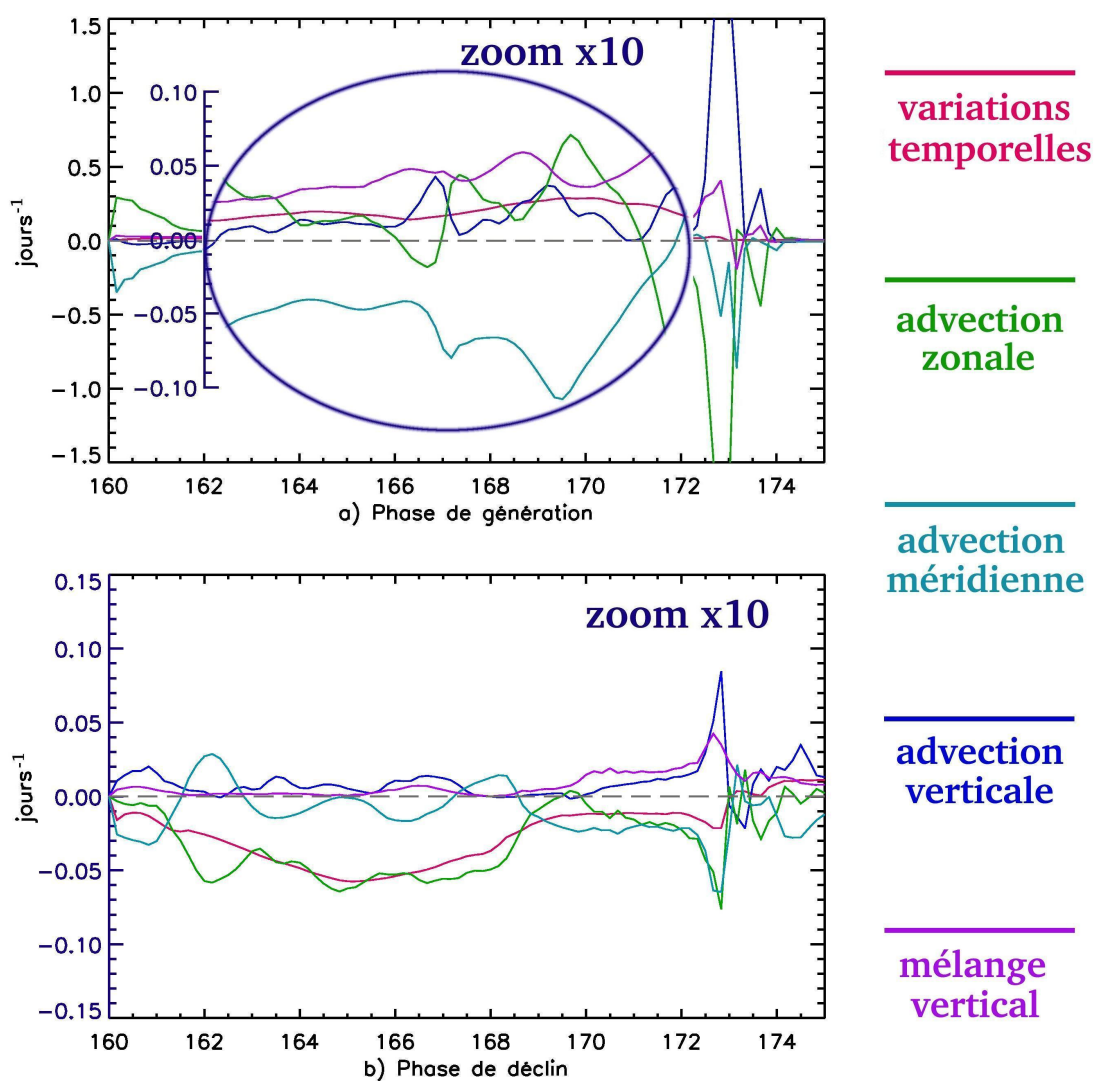 zoom x10
1.5
1.0
0.5
0.0
−0.5
−1.0
−1.5
jours⁻¹
0.10
0.05
0.00
−0.05
−0.10
160 162 164 166 168 170 172 174
a) Phase de génération
zoom x10
0.15
0.10
0.05
0.00
−0.05
−0.10
−0.15
jours⁻¹
160 162 164 166 168 170 172 174
b) Phase de déclin
variations
temporelles
advection
zonale
advection
méridienne
advection
verticale
mélange
vertical